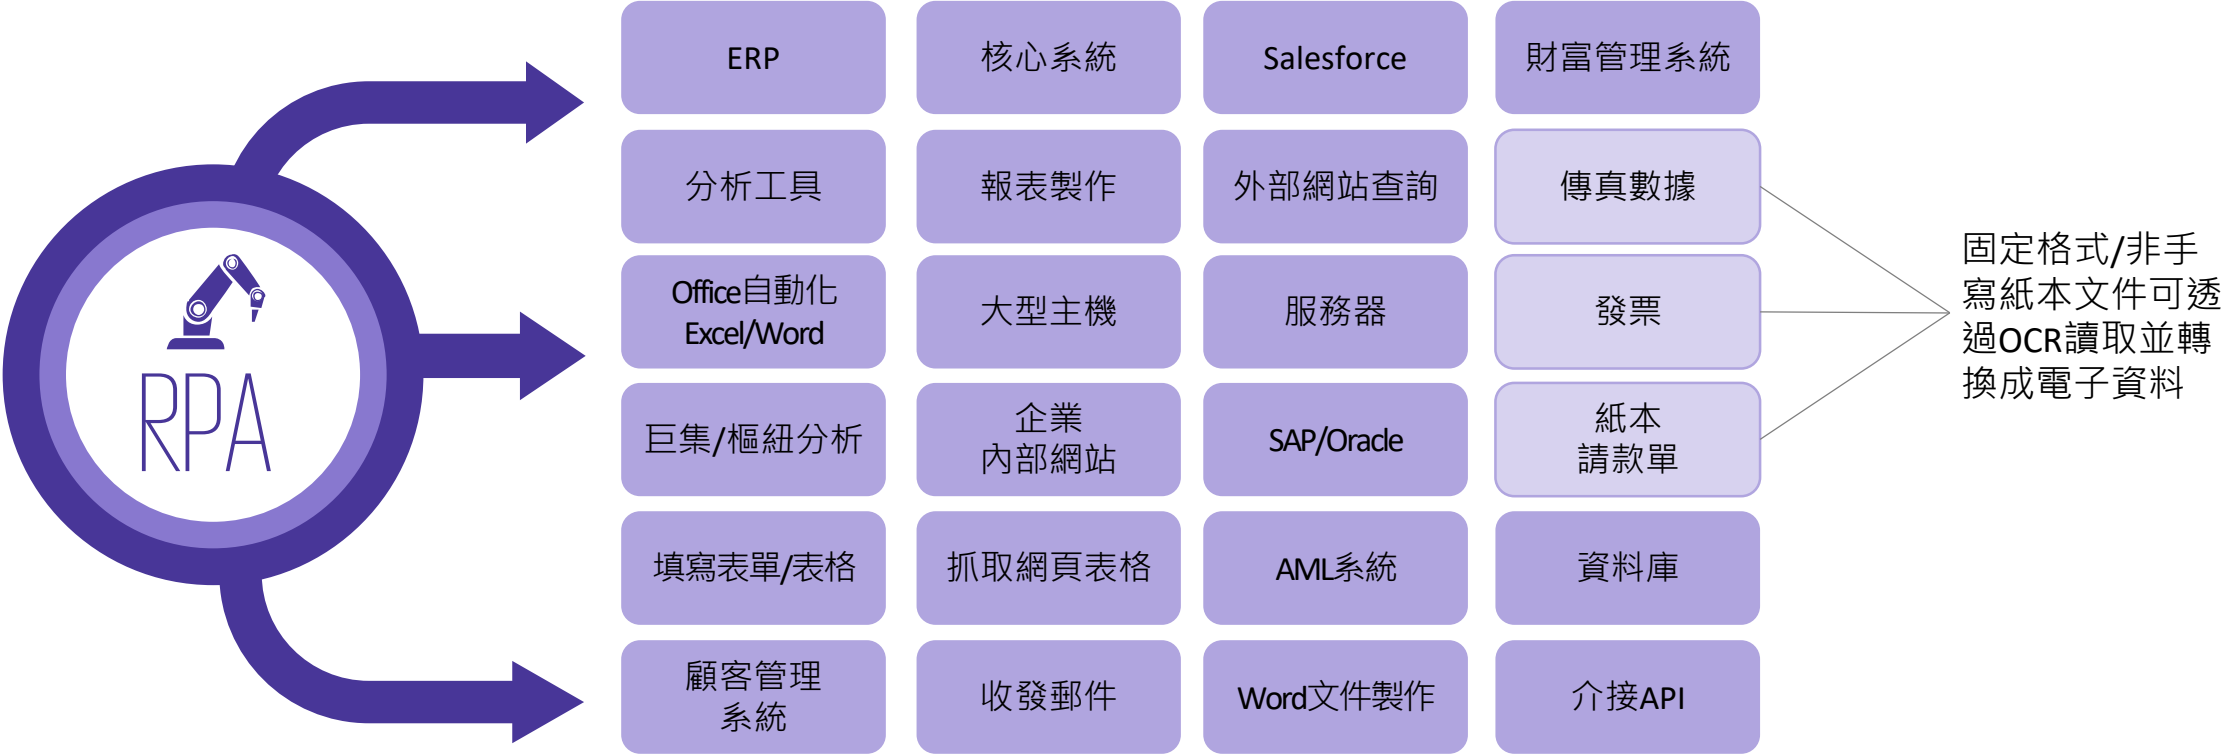 RPA
ERP
核心系統
Salesforce
財富管理系統
分析工具
報表製作
外部網站查詢
傳真數據
Office自動化
Excel/Word
大型主機
服務器
發票
巨集/樞紐分析
企業
內部網站
SAP/Oracle
紙本
請款單
填寫表單/表格
抓取網頁表格
AML系統
資料庫
顧客管理
系統
收發郵件
Word文件製作
介接API
固定格式/非手
寫紙本文件可透
過OCR讀取並轉
換成電子資料